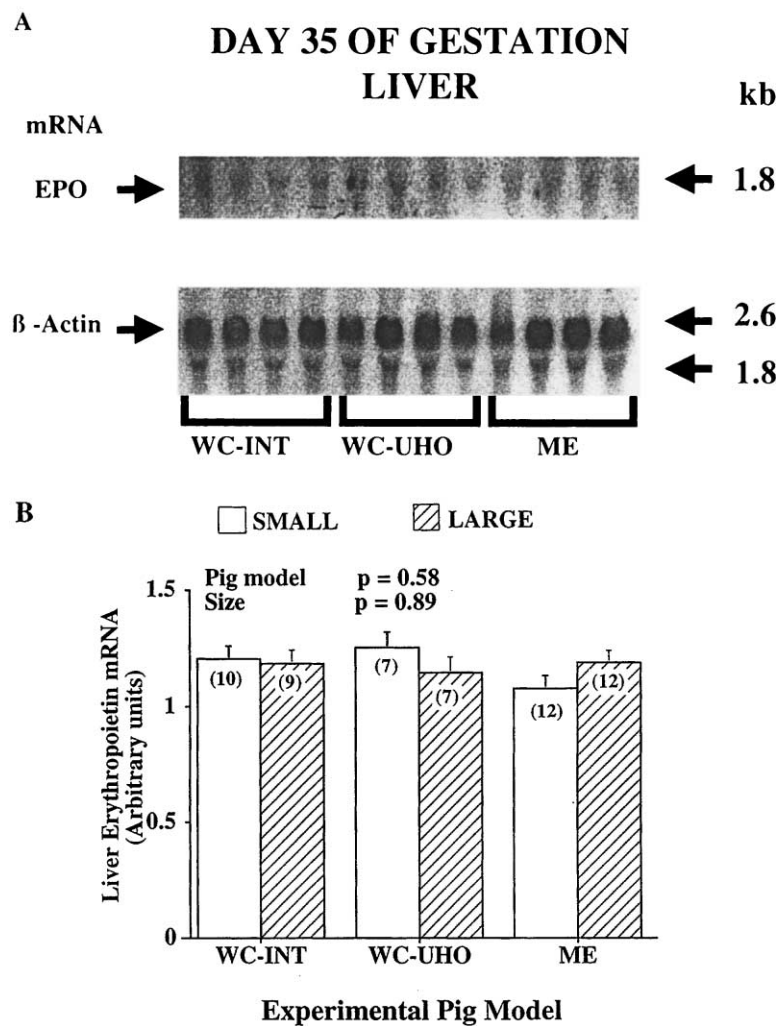 A
DAY 35 OF GESTATION
LIVER
kb
mRNA
EPO
1.8
ß -Actin
2.6
1.8
WC-INT WC-UHO ME
B
SMALL LARGE
Pig model p = 0.58
Size p = 0.89
Liver Erythropoietin mRNA
(Arbitrary units)
1.5
1
0.5
0
(10) (9) (7) (7) (12) (12)
WC-INT WC-UHO ME
Experimental Pig Model